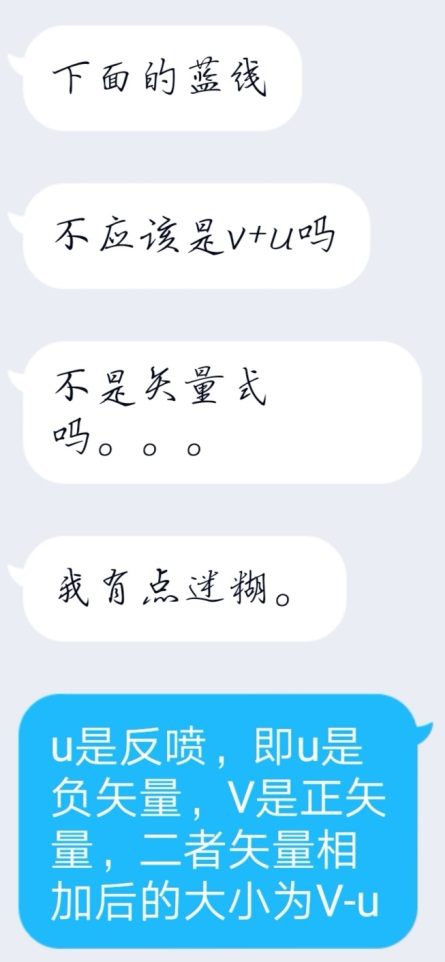 下面的蓝线
不应该是v+u吗
不是矢量式
吗。。。
我有点迷糊。
u是反喷，即u是
负矢量，V是正矢
量，二者矢量相
加后的大小为V-u